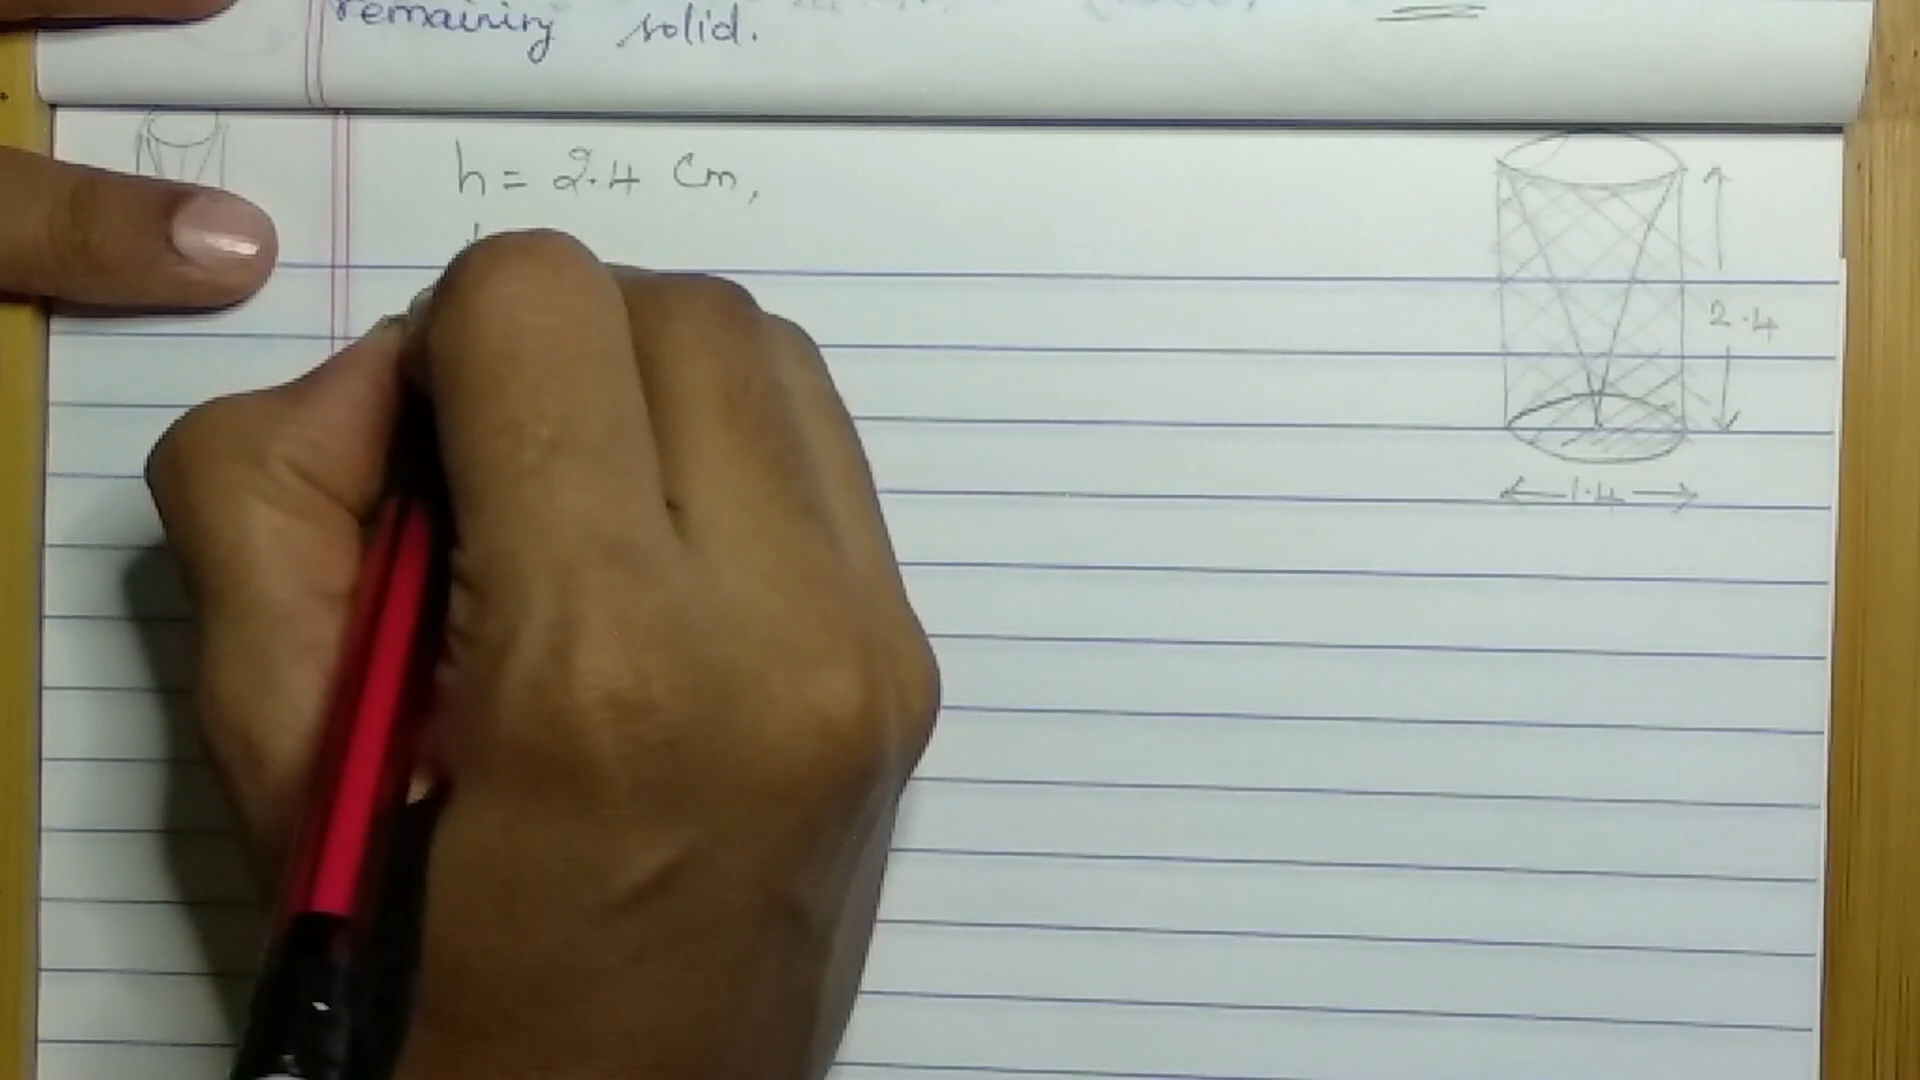 remaining solid.
h = 2.4 Cm,
2.4
1.4